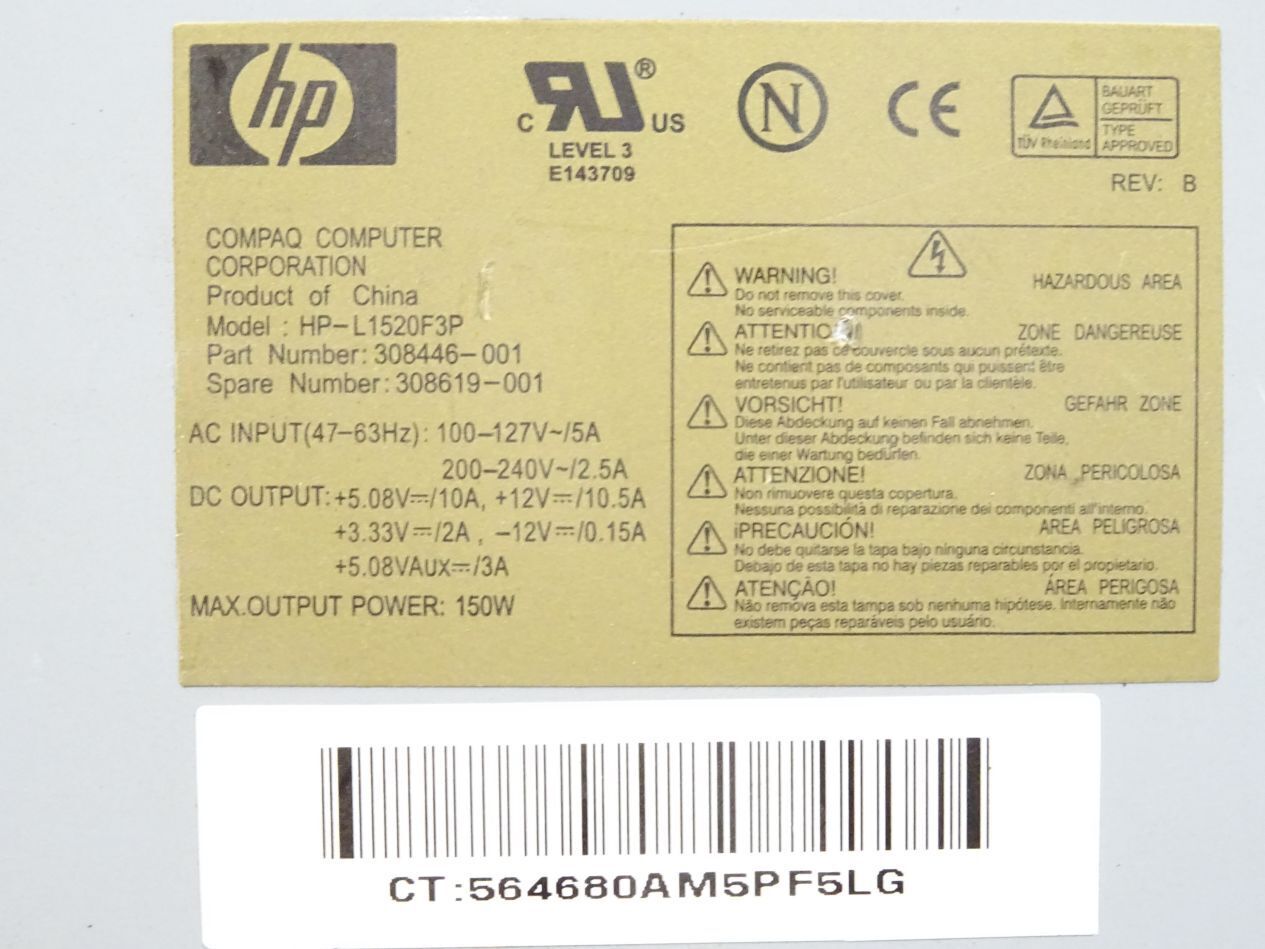 hp
C RU ® US
LEVEL 3
E143709
N
CE
TÜV Rheinland
BAUART
GEPRÜFT
TYPE
APPROVED
REV: B
COMPAQ COMPUTER
CORPORATION
Product of China
Model : HP-L1520F3P
Part Number: 308446-001
Spare Number: 308619-001
AC INPUT(47-63Hz): 100-127V~/5A
200-240V~/2.5A
DC OUTPUT: +5.08V⎓/10A, +12V⎓/10.5A
+3.33V⎓/2A , -12V⎓/0.15A
+5.08VAux⎓/3A
MAX.OUTPUT POWER: 150W
WARNING! HAZARDOUS AREA
Do not remove this cover.
No serviceable components inside.
ATTENTIO ZONE DANGEREUSE
Ne retirez pas ce couvercle sous aucun prétexte.
Ne contient pas de composants qui puissent être
entretenus par l'utilisateur ou par la clientèle.
VORSICHT! GEFAHR ZONE
Diese Abdeckung auf keinen Fall abnehmen.
Unter dieser Abdeckung befinden sich keine Teile,
die einer Wartung bedürfen.
ATTENZIONE! ZONA PERICOLOSA
Non rimuovere questa copertura.
Nessuna possibilità di reparazione dei componenti all'interno.
¡PRECAUCIÓN! AREA PELIGROSA
No debe quitarse la tapa bajo ninguna circunstancia.
Debajo de esta tapa no hay piezas reparables por el propietario.
ATENÇÃO! ÁREA PERIGOSA
Não remova esta tampa sob nenhuma hipótese. Internamente não
existem peças reparáveis pelo usuário.
CT:564680AM5PF5LG